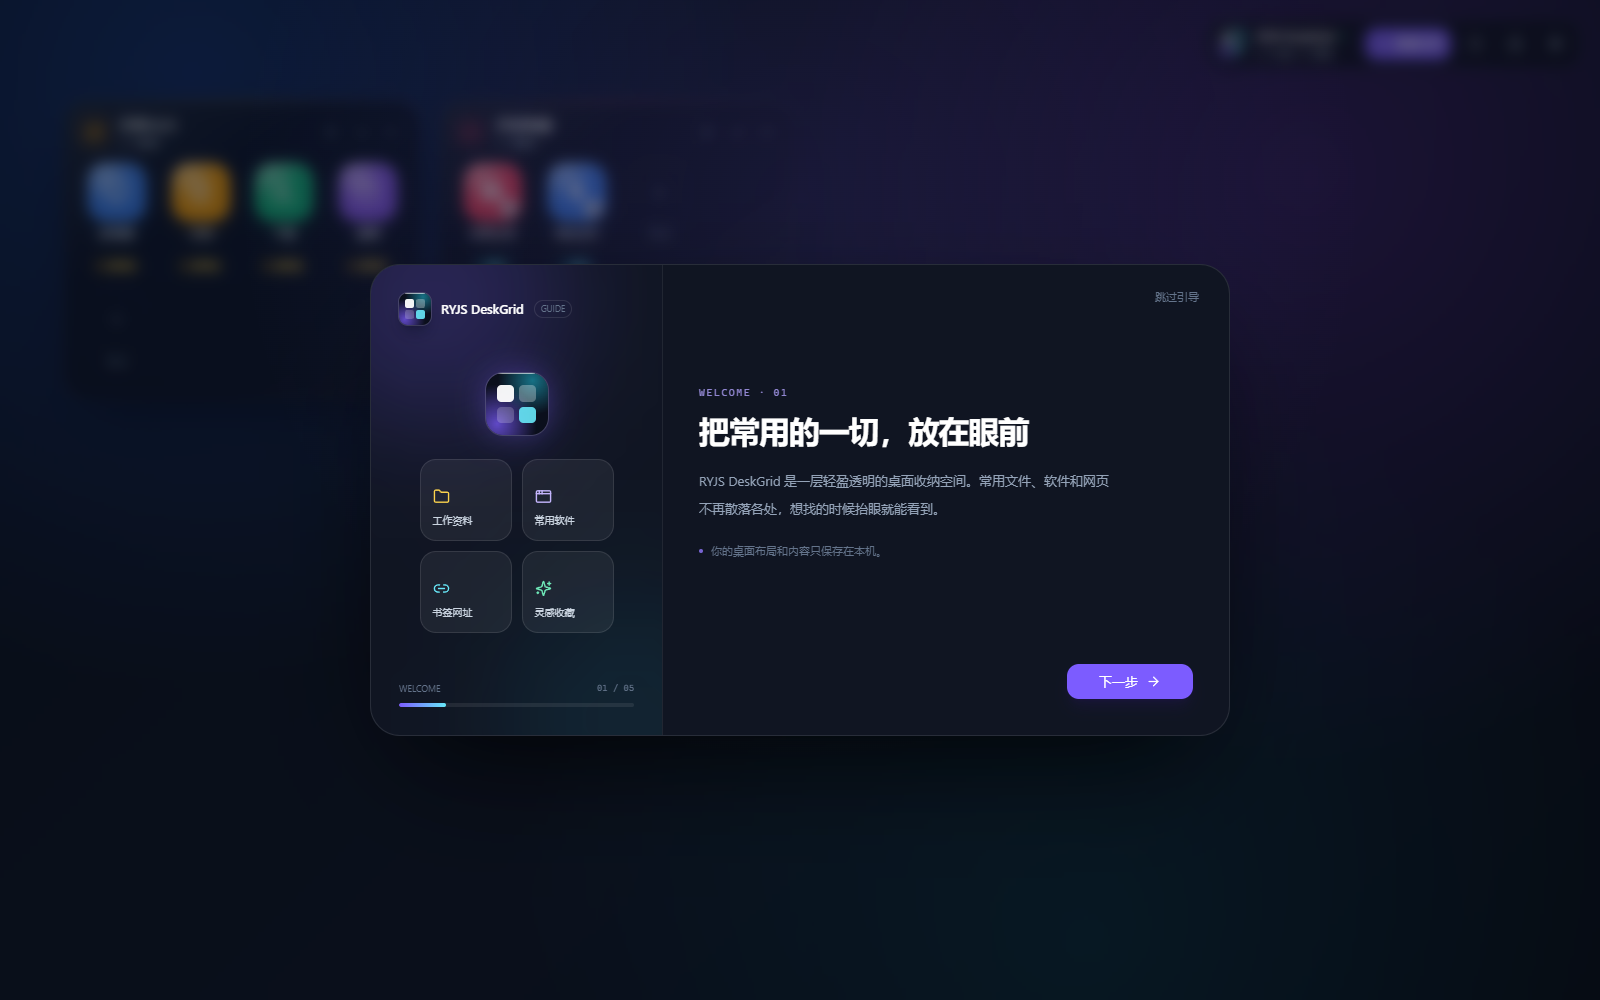 RYJS DeskGrid GUIDE
工作资料
常用软件
书签网址
灵感收藏
WELCOME 01 / 05
跳过引导
WELCOME · 01
把常用的一切，放在眼前
RYJS DeskGrid 是一层轻盈透明的桌面收纳空间。常用文件、软件和网页
不再散落各处，想找的时候抬眼就能看到。
你的桌面布局和内容只保存在本机。
下一步